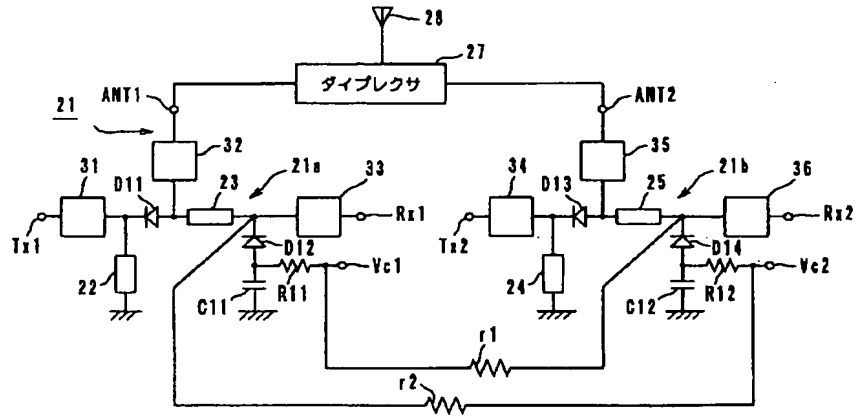 28
27
ダイプレクサ
ANT1
ANT2
21
32
35
31
D11
23
21a
33
34
D13
25
21b
36
Tx1
Rx1
Tx2
Rx2
D12
D14
22
Vc1
24
Vc2
C11
R11
C12
R12
r1
r2